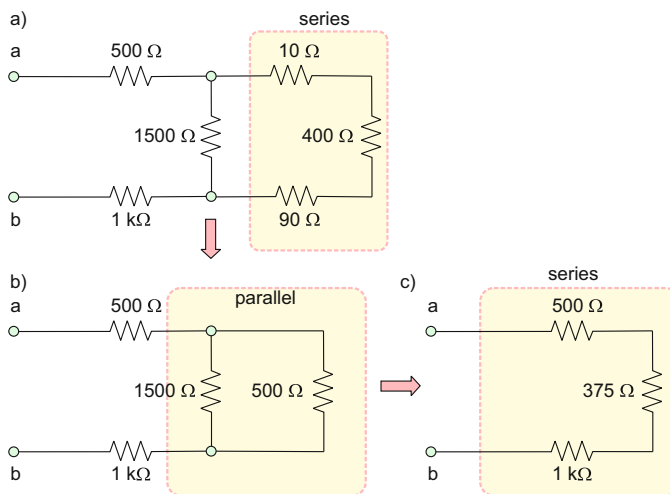 a)
series
a
500 Ω
10 Ω
1500 Ω
400 Ω
b
1 kΩ
90 Ω
b)
parallel
a
500 Ω
1500 Ω
500 Ω
b
1 kΩ
c)
series
a
500 Ω
375 Ω
b
1 kΩ